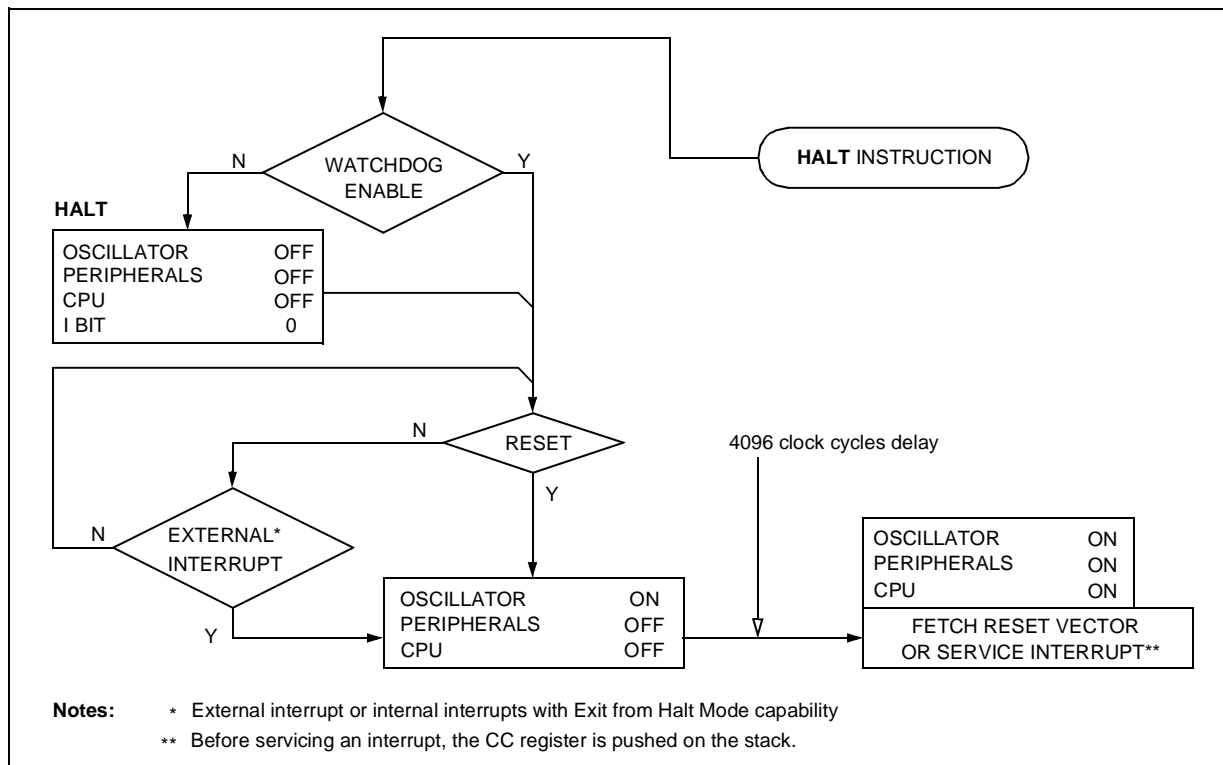 HALT INSTRUCTION
WATCHDOG
ENABLE
N
Y
HALT
OSCILLATOR OFF
PERIPHERALS OFF
CPU OFF
I BIT 0
RESET
N
Y
4096 clock cycles delay
EXTERNAL*
INTERRUPT
N
Y
OSCILLATOR ON
PERIPHERALS OFF
CPU OFF
OSCILLATOR ON
PERIPHERALS ON
CPU ON
FETCH RESET VECTOR
OR SERVICE INTERRUPT**
Notes: * External interrupt or internal interrupts with Exit from Halt Mode capability
** Before servicing an interrupt, the CC register is pushed on the stack.